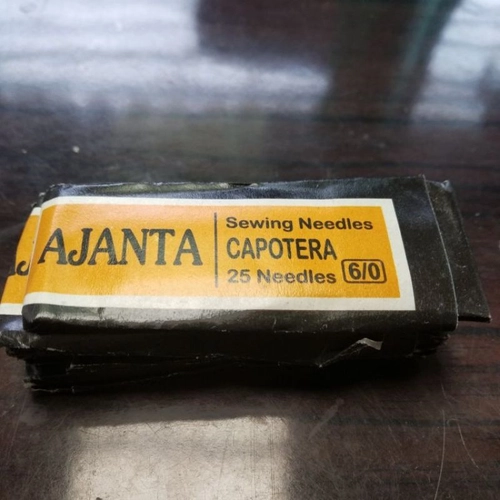 AJANTA
Sewing Needles
CAPOTERA
25 Needles 6/0